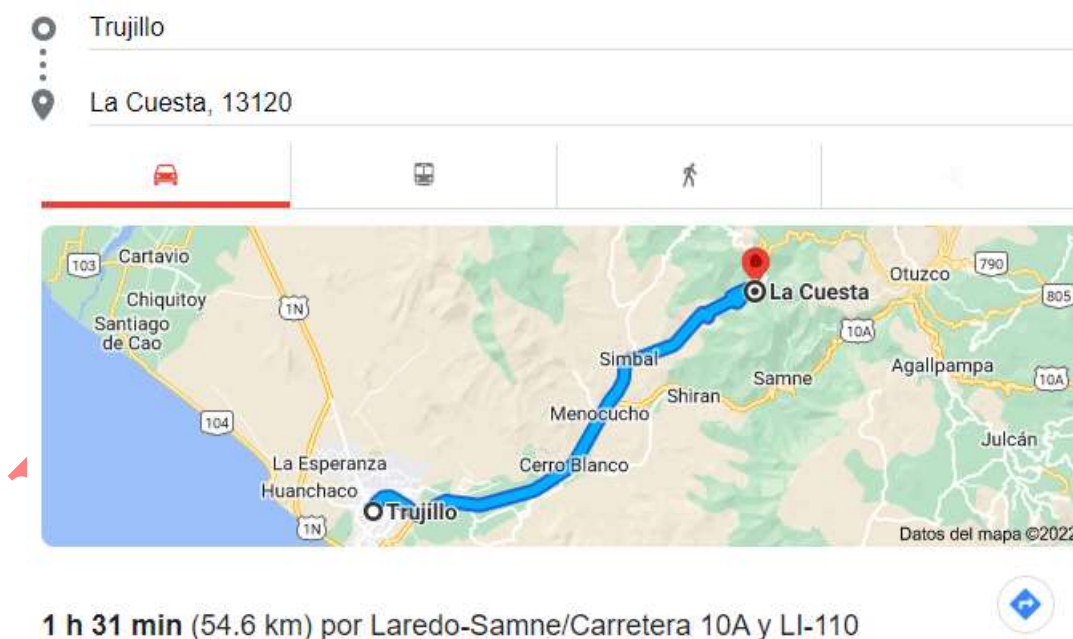 Trujillo
La Cuesta, 13120
103
Cartavio
Chiquitoy
Santiago
de Cao
1N
104
La Esperanza
Huanchaco
1N
Trujillo
Cerro Blanco
Menocucho
Simbal
Shiran
Samne
La Cuesta
Otuzco
790
805
10A
Agallpampa
10A
Julcán
Datos del mapa ©2022
1 h 31 min (54.6 km) por Laredo-Samne/Carretera 10A y LI-110